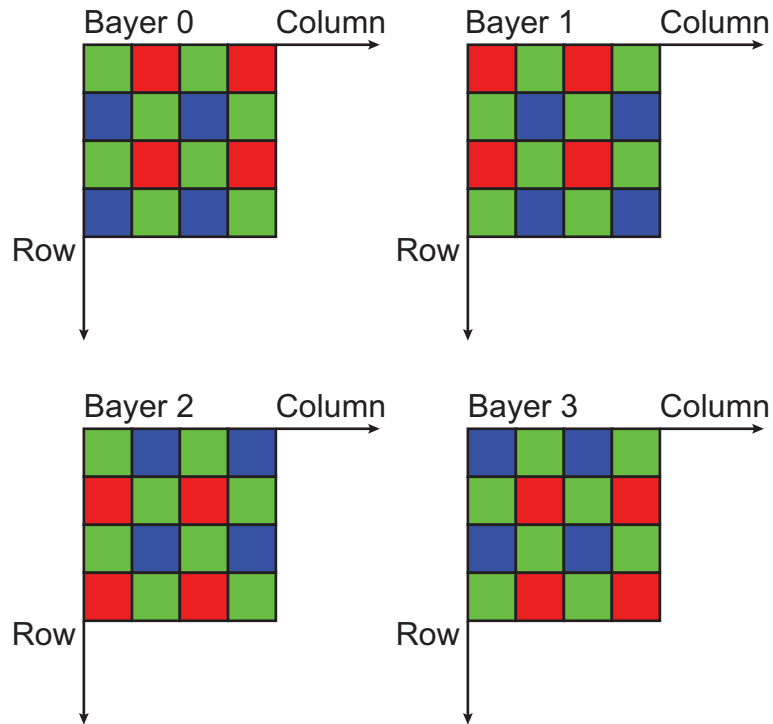 Bayer 0 Column
Row
Bayer 1 Column
Row
Bayer 2 Column
Row
Bayer 3 Column
Row